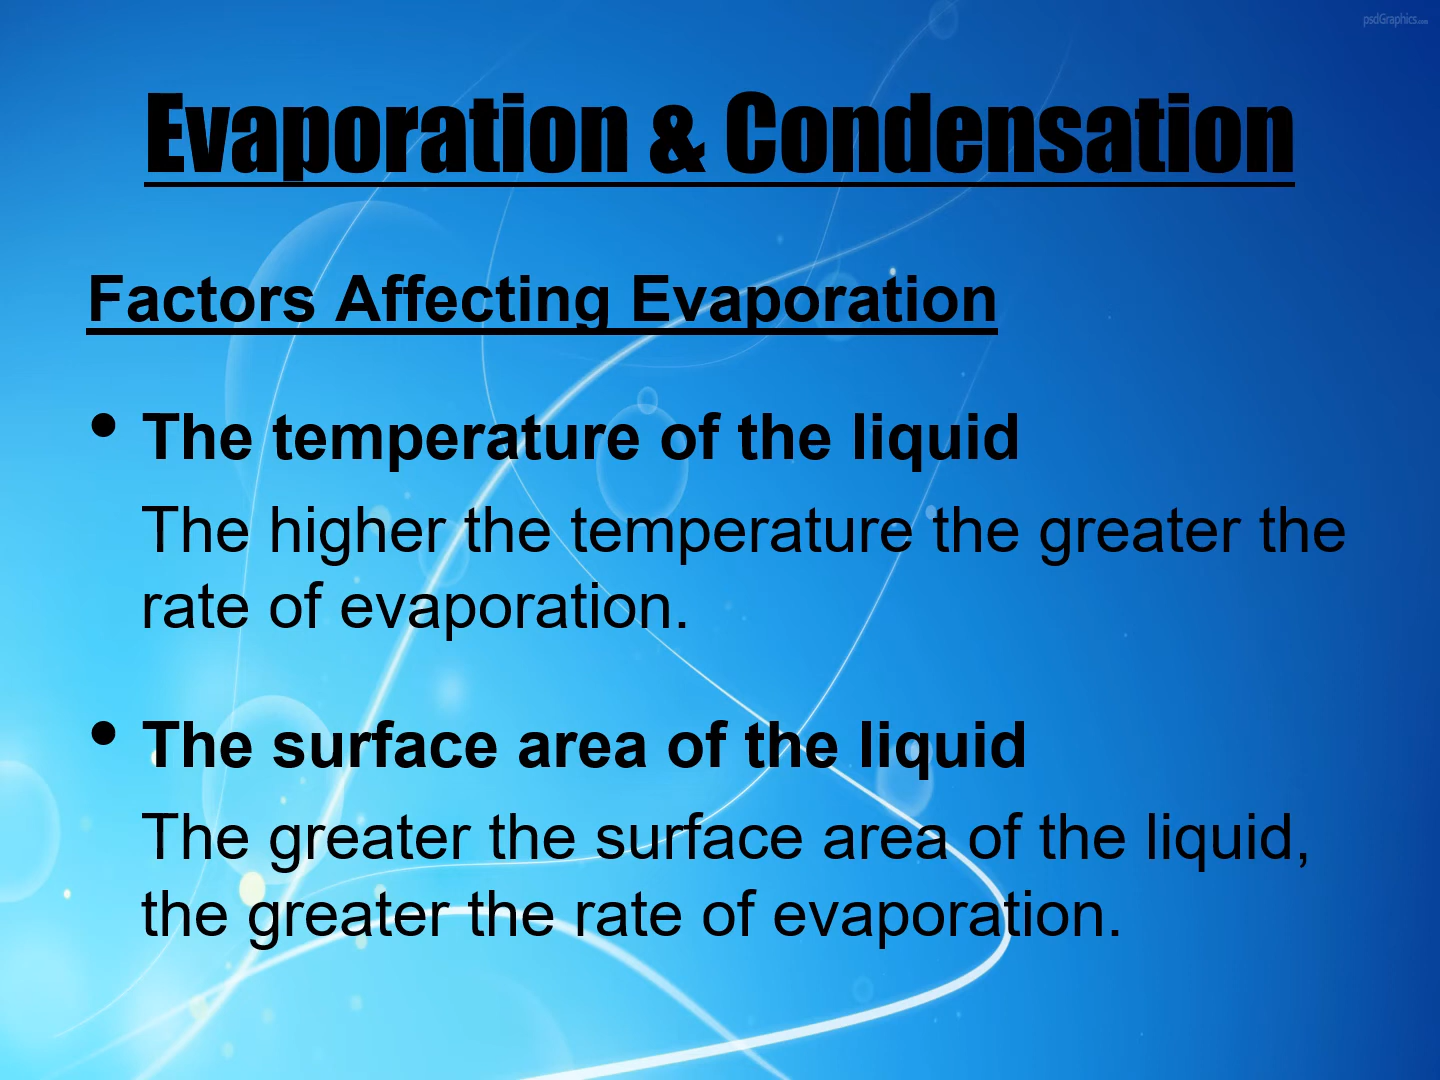 psdGraphics.com
Evaporation & Condensation
Factors Affecting Evaporation
• The temperature of the liquid
The higher the temperature the greater the
rate of evaporation.
• The surface area of the liquid
The greater the surface area of the liquid,
the greater the rate of evaporation.